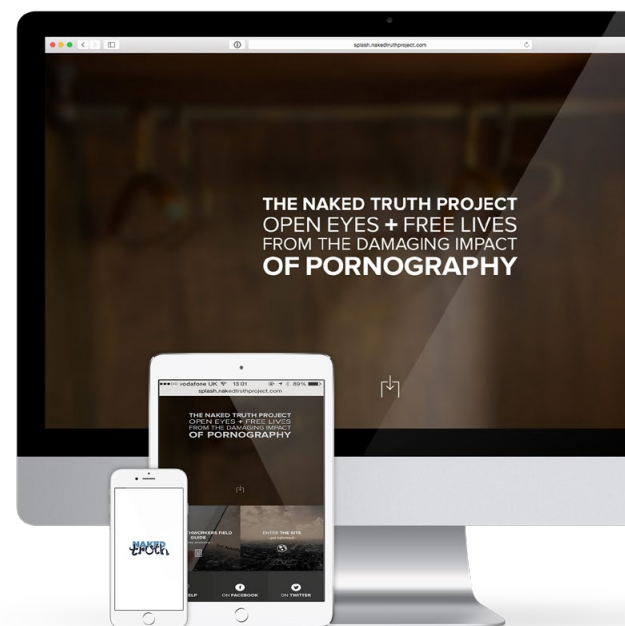 splash.nakedtruthproject.com
THE NAKED TRUTH PROJECT
OPEN EYES + FREE LIVES
FROM THE DAMAGING IMPACT
OF PORNOGRAPHY
vodafone UK 13:01 89%
splash.nakedtruthproject.com
THE NAKED TRUTH PROJECT
OPEN EYES + FREE LIVES
FROM THE DAMAGING IMPACT
OF PORNOGRAPHY
GUIDE
ENTER THE SITE
ON FACEBOOK
ON TWITTER
NAKED
truth